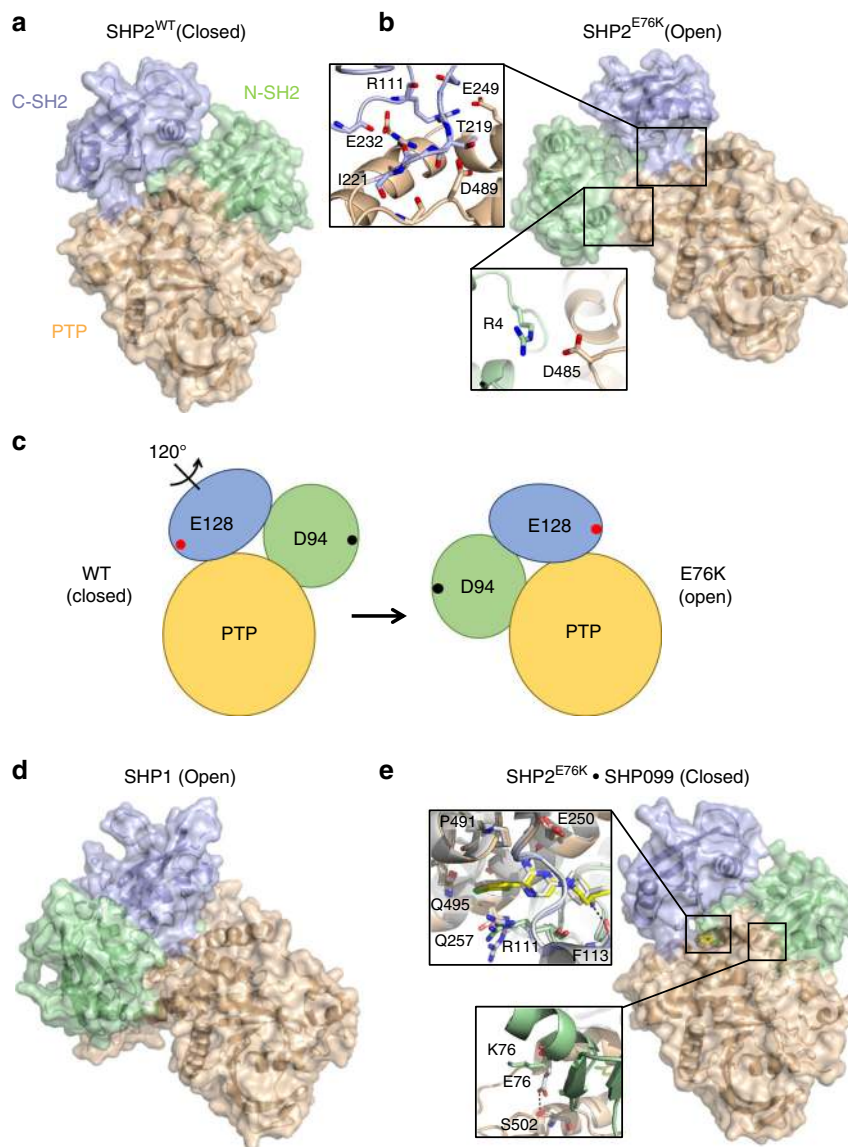 a
SHP2WT(Closed)
C-SH2
N-SH2
PTP
b
SHP2E76K(Open)
R111
E249
T219
E232
I221
D489
R4
D485
c
120°
E128
D94
WT
(closed)
PTP
E128
D94
E76K
(open)
PTP
d
SHP1 (Open)
e
SHP2E76K • SHP099 (Closed)
P491
E250
Q495
Q257
R111
F113
K76
E76
S502